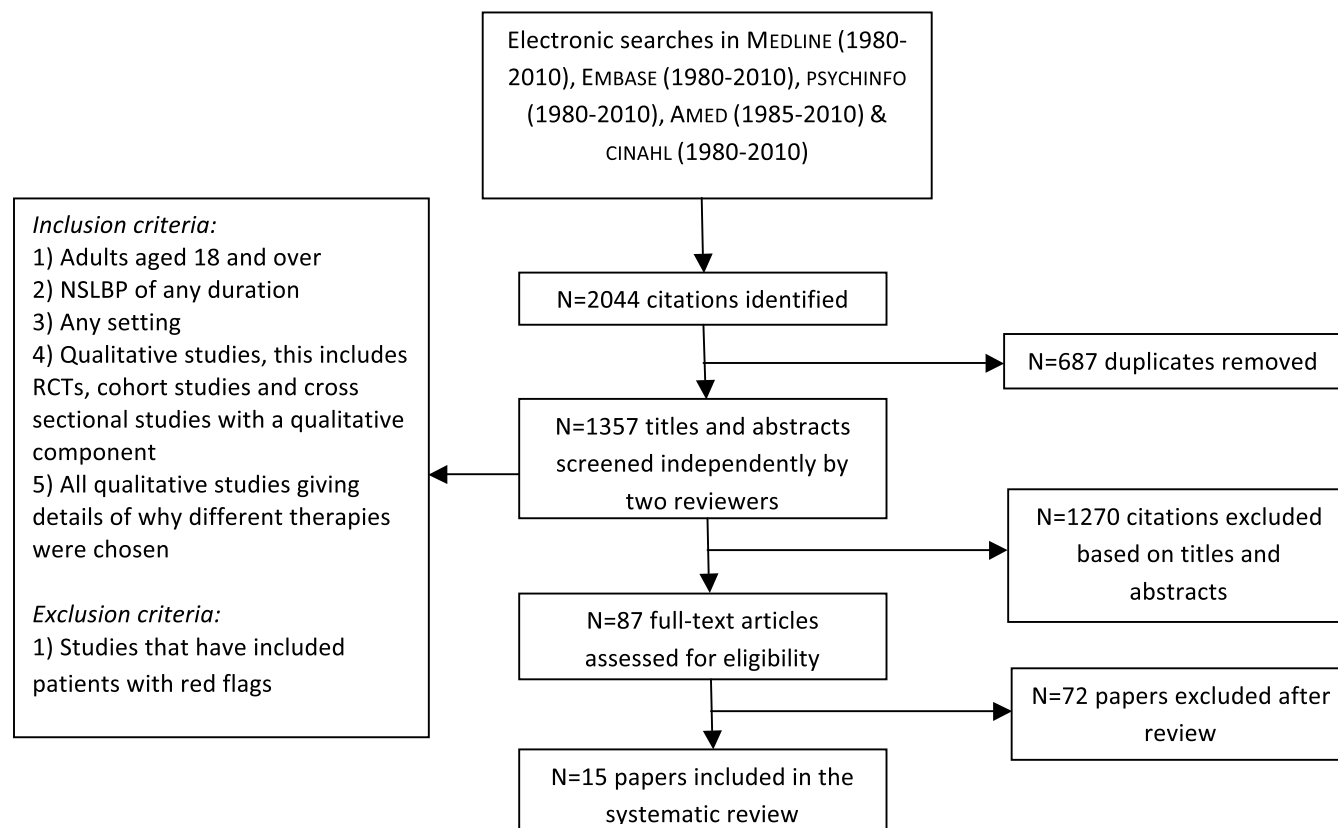 Electronic searches in MEDLINE (1980-
2010), EMBASE (1980-2010), PSYCHINFO
(1980-2010), AMED (1985-2010) &
CINAHL (1980-2010)
N=2044 citations identified
N=687 duplicates removed
N=1357 titles and abstracts
screened independently by
two reviewers
Inclusion criteria:
1) Adults aged 18 and over
2) NSLBP of any duration
3) Any setting
4) Qualitative studies, this includes
RCTs, cohort studies and cross
sectional studies with a qualitative
component
5) All qualitative studies giving
details of why different therapies
were chosen
Exclusion criteria:
1) Studies that have included
patients with red flags
N=1270 citations excluded
based on titles and
abstracts
N=87 full-text articles
assessed for eligibility
N=72 papers excluded after
review
N=15 papers included in the
systematic review